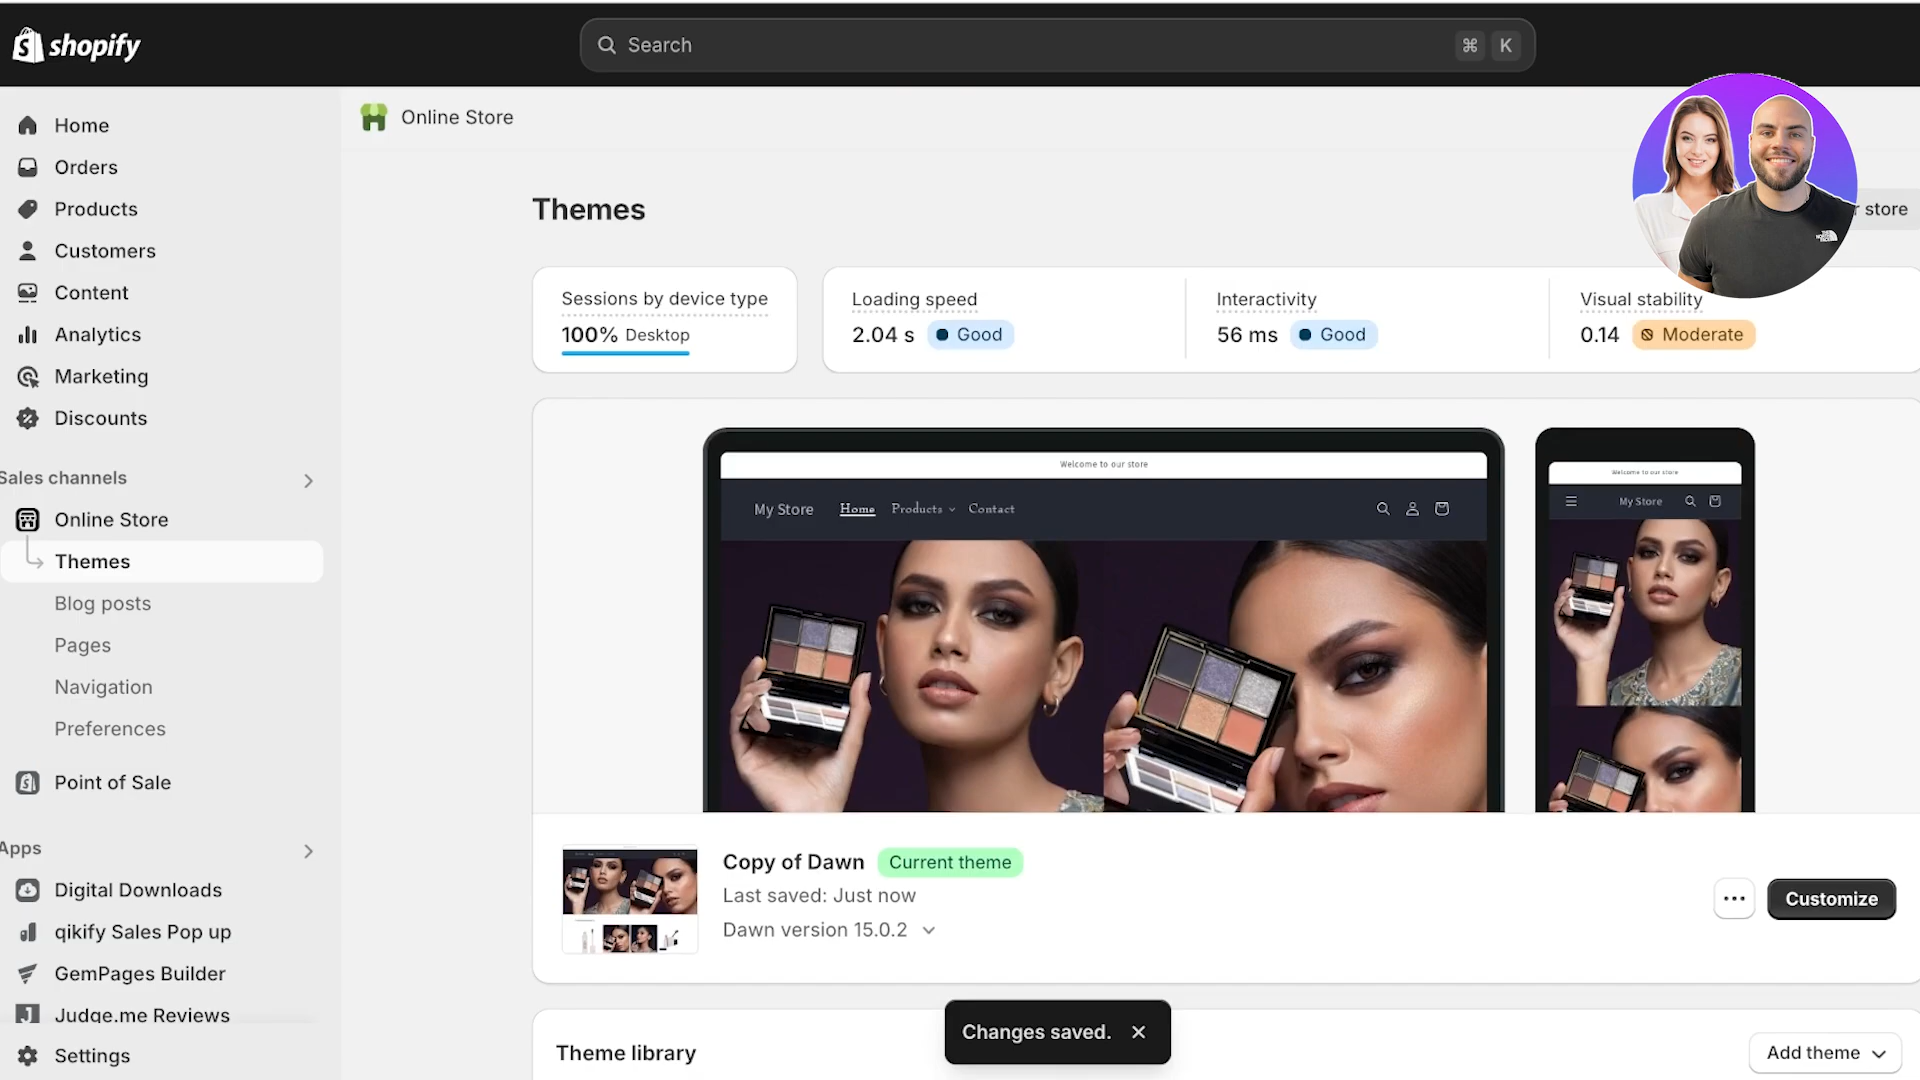 shopify
Search
⌘ K
Home
Orders
Products
Customers
Content
Analytics
Marketing
Discounts
Sales channels
Online Store
Themes
Blog posts
Pages
Navigation
Preferences
Point of Sale
Apps
Digital Downloads
qikify Sales Pop up
GemPages Builder
Judge.me Reviews
Settings
Online Store
Themes
store
Sessions by device type
100% Desktop
Loading speed
2.04 s Good
Interactivity
56 ms Good
Visual stability
0.14 Moderate
Welcome to our store
My Store Home Products Contact
Welcome to our store
My Store
Copy of Dawn Current theme
Last saved: Just now
Dawn version 15.0.2
Customize
Changes saved.
Theme library
Add theme